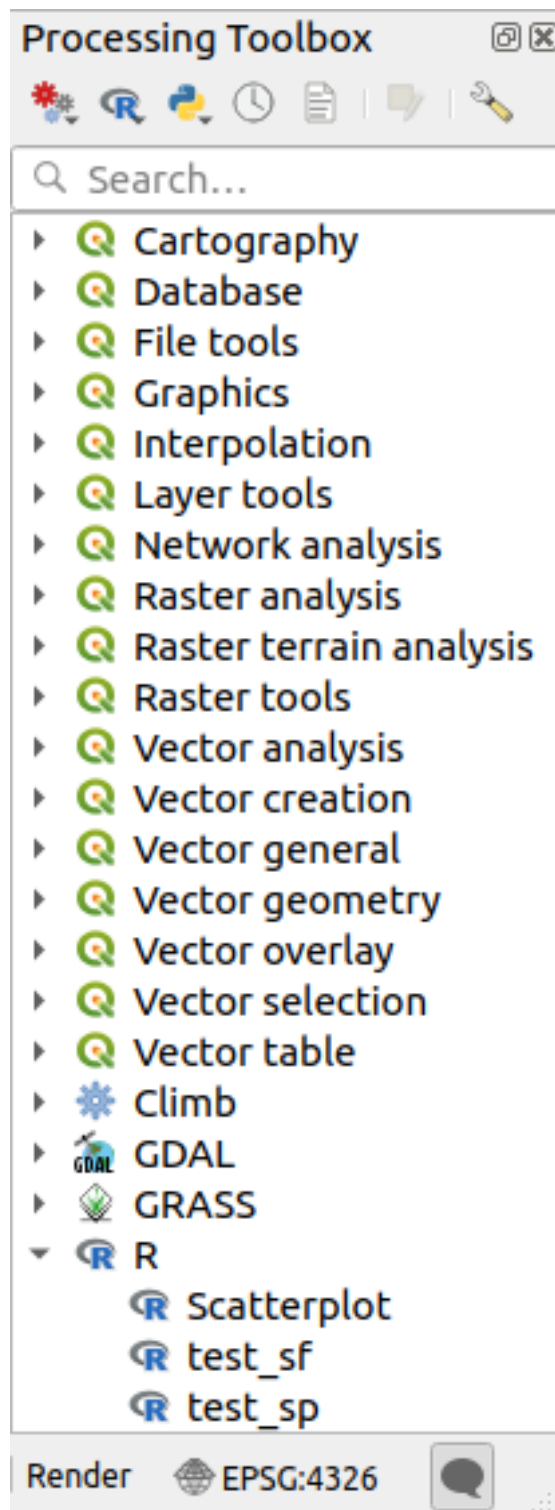 Processing Toolbox
Search...
Cartography
Database
File tools
Graphics
Interpolation
Layer tools
Network analysis
Raster analysis
Raster terrain analysis
Raster tools
Vector analysis
Vector creation
Vector general
Vector geometry
Vector overlay
Vector selection
Vector table
Climb
GDAL GDAL
GRASS
R R
R Scatterplot
R test_sf
R test_sp
Render EPSG:4326